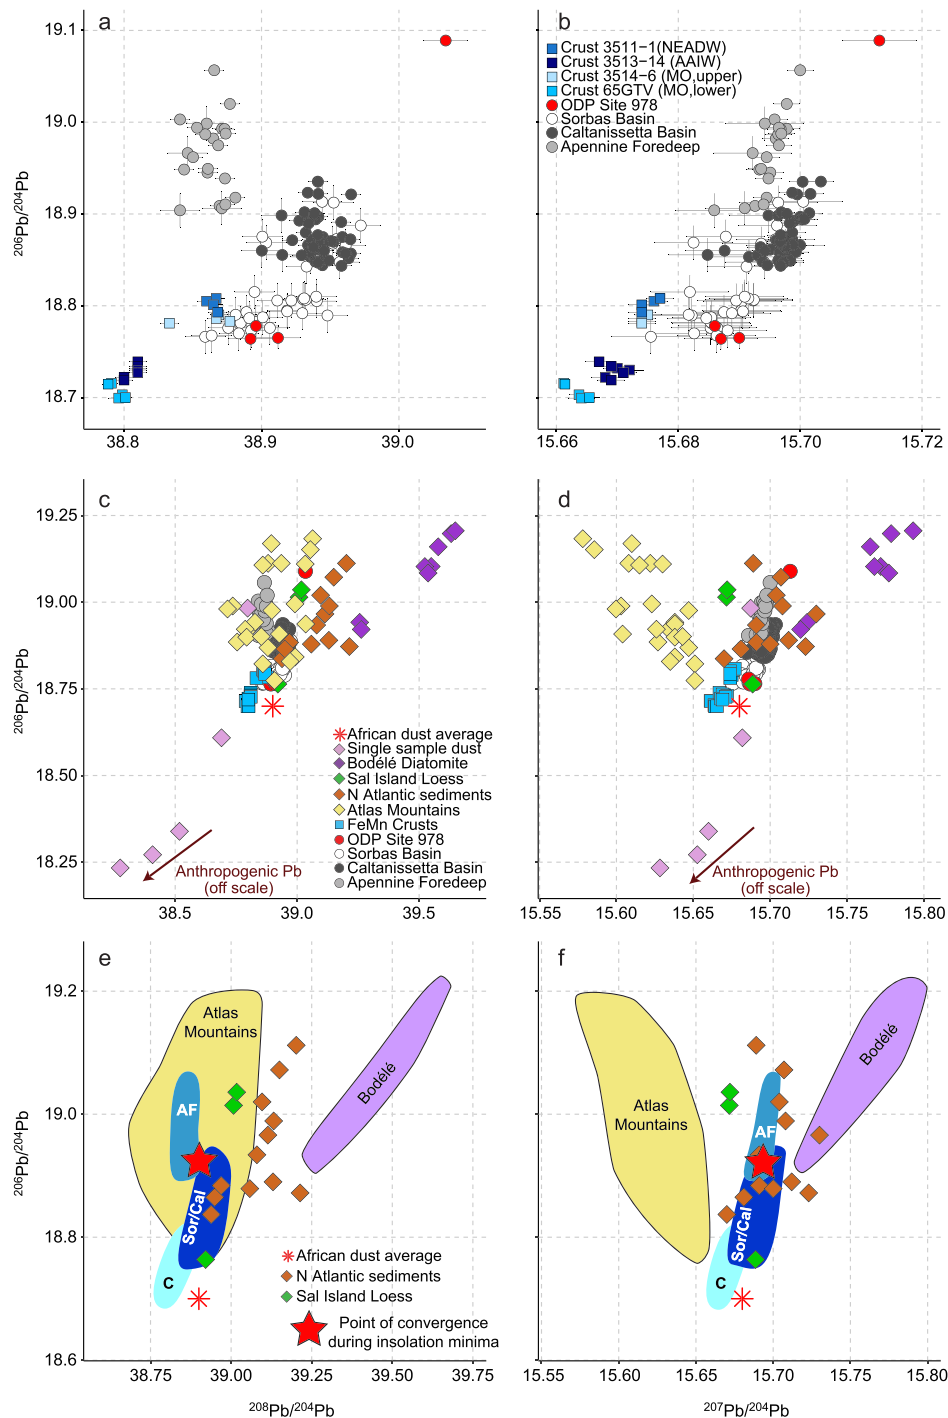 a
19.1
19.0
18.9
18.8
18.7
206Pb/204Pb
38.8
38.9
39.0
b
Crust 3511−1(NEADW)
Crust 3513−14 (AAIW)
Crust 3514−6 (MO,upper)
Crust 65GTV (MO,lower)
ODP Site 978
Sorbas Basin
Caltanissetta Basin
Apennine Foredeep
15.66
15.68
15.70
15.72
c
19.25
19.00
18.75
18.50
18.25
206Pb/204Pb
African dust average
Single sample dust
Bodélé Diatomite
Sal Island Loess
N Atlantic sediments
Atlas Mountains
FeMn Crusts
ODP Site 978
Sorbas Basin
Caltanissetta Basin
Apennine Foredeep
Anthropogenic Pb
(off scale)
38.5
39.0
39.5
d
Anthropogenic Pb
(off scale)
15.55
15.60
15.65
15.70
15.75
15.80
e
19.2
19.0
18.8
18.6
206Pb/204Pb
Atlas
Mountains
AF
Bodélé
Sor/Cal
C
African dust average
N Atlantic sediments
Sal Island Loess
Point of convergence
during insolation minima
38.75
39.00
39.25
39.50
39.75
208Pb/204Pb
f
Atlas
Mountains
AF
Bodélé
Sor/Cal
C
15.55
15.60
15.65
15.70
15.75
15.80
207Pb/204Pb